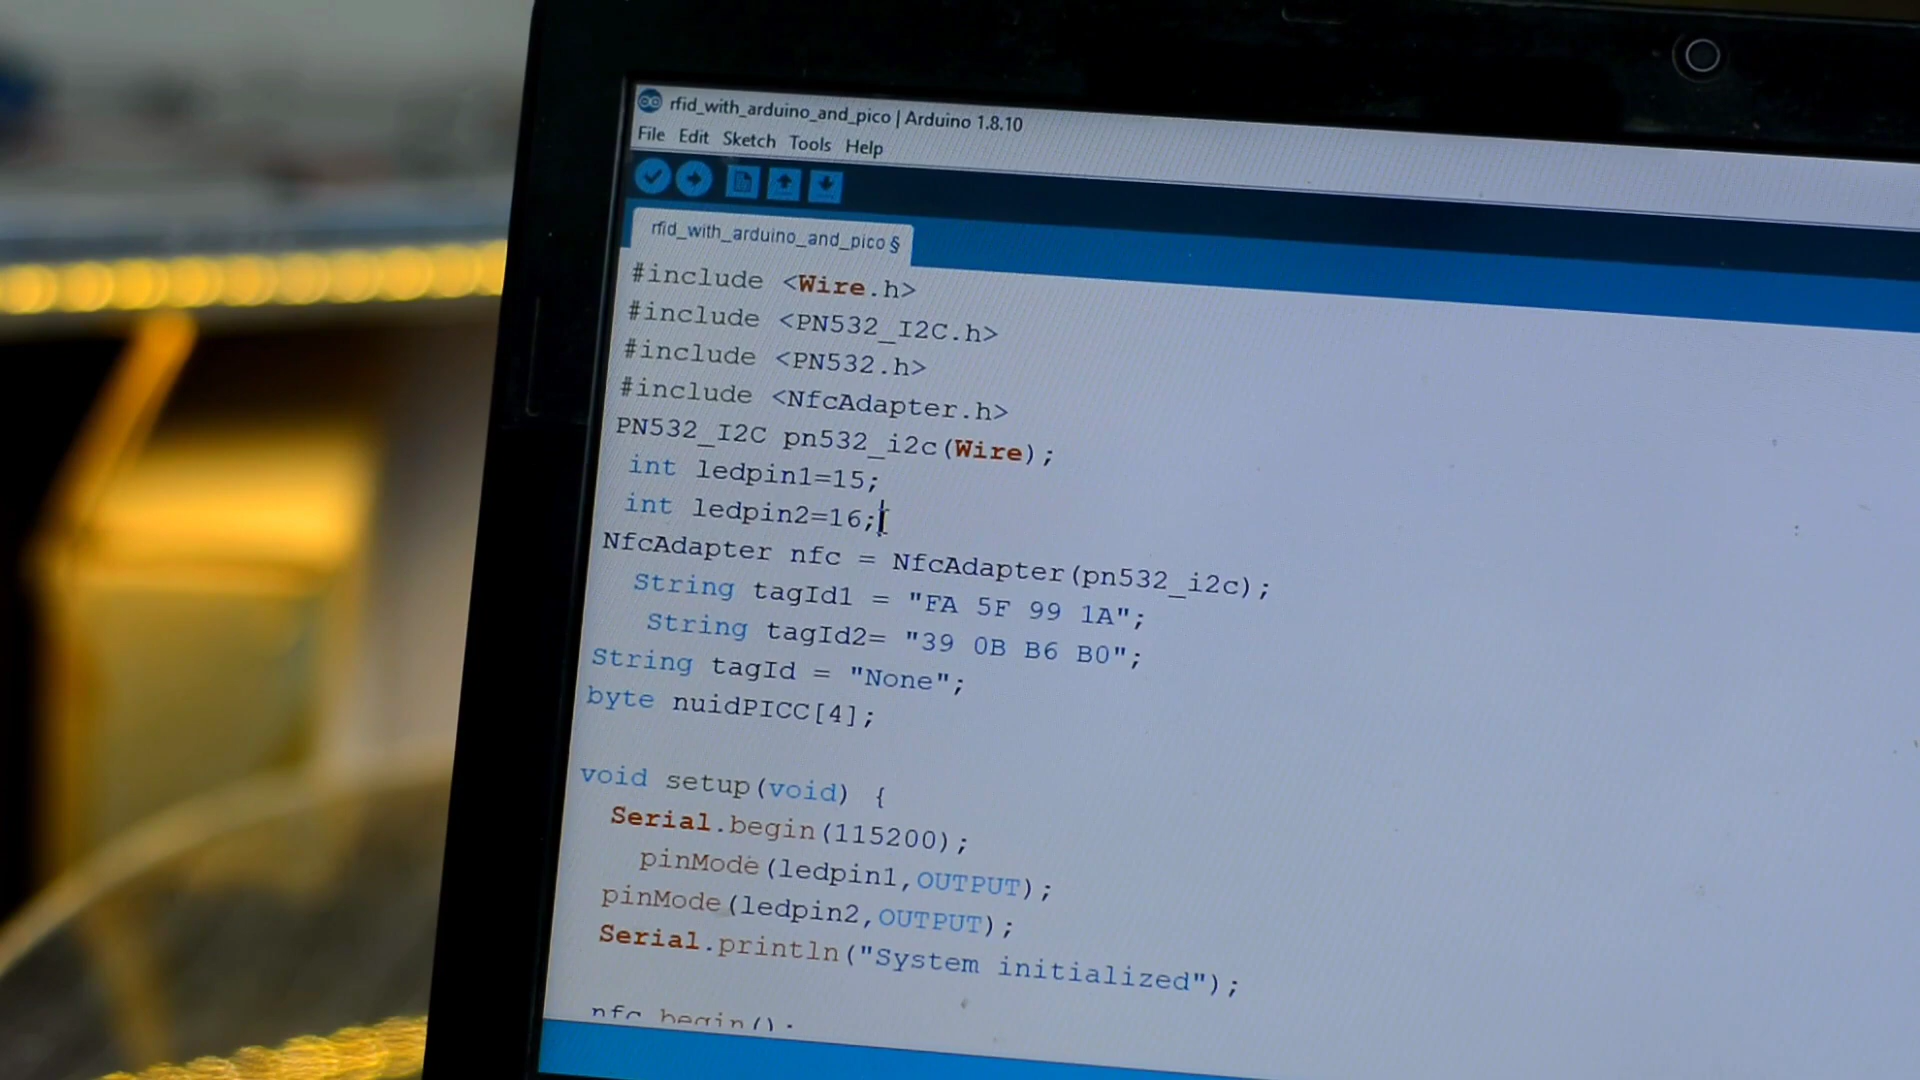 rfid_with_arduino_and_pico | Arduino 1.8.10
File Edit Sketch Tools Help
rfid_with_arduino_and_pico §
#include <Wire.h>
#include <PN532_I2C.h>
#include <PN532.h>
#include <NfcAdapter.h>
PN532_I2C pn532_i2c(Wire);
int ledpin1=15;
int ledpin2=16;
NfcAdapter nfc = NfcAdapter(pn532_i2c);
String tagId1 = "FA 5F 99 1A";
String tagId2= "39 0B B6 B0";
String tagId = "None";
byte nuidPICC[4];
void setup(void) {
Serial.begin(115200);
pinMode(ledpin1,OUTPUT);
pinMode(ledpin2,OUTPUT);
Serial.println("System initialized");
nfc.begin();